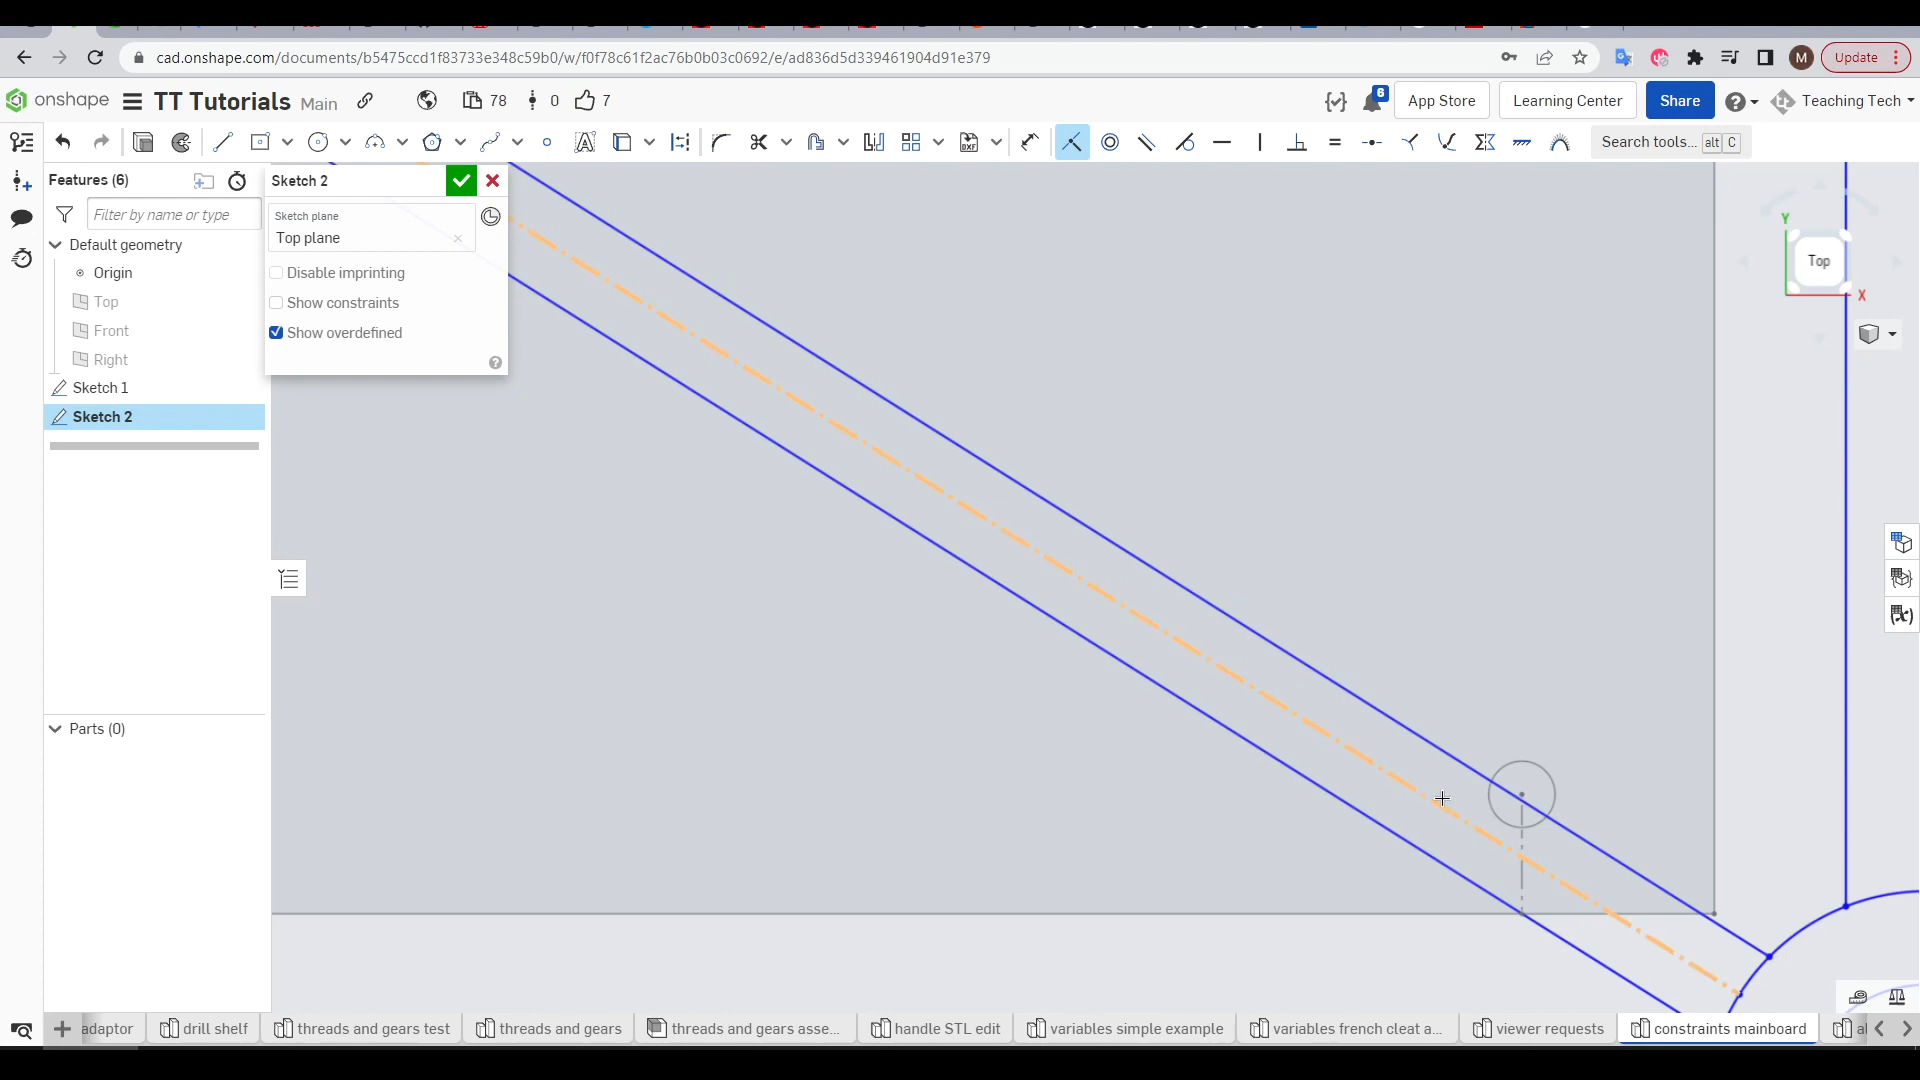 cad.onshape.com/documents/b5475ccd1f83733e348c59b0/w/f0f78c61f2ac76b0b03c0692/e/ad836d5d339461904d91e379
M
Update
onshape
TT Tutorials Main
78
0
7
6
App Store
Learning Center
Share
Teaching Tech
DXF
Search tools... alt C
Features (6)
Filter by name or type
Default geometry
Origin
Top
Front
Right
Sketch 1
Sketch 2
Parts (0)
Sketch 2
Sketch plane
Top plane
Disable imprinting
Show constraints
Show overdefined
Y
Top
X
adaptor
drill shelf
threads and gears test
threads and gears
threads and gears asse...
handle STL edit
variables simple example
variables french cleat a...
viewer requests
constraints mainboard